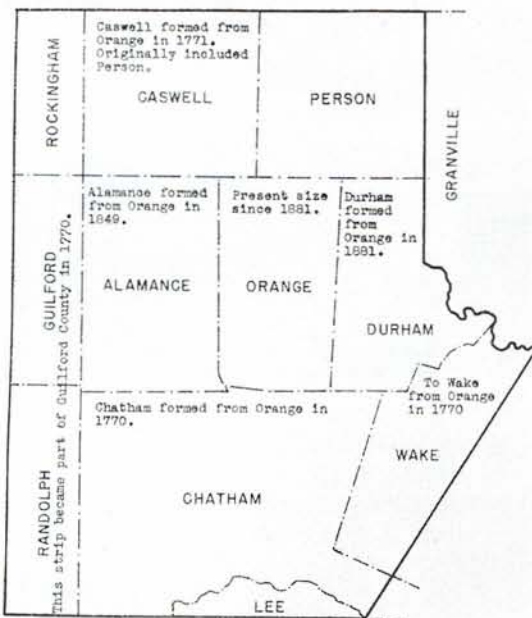 Caswell formed from
Orange in 1771.
Originally included
Person.
ROCKINGHAM
CASWELL
PERSON
GRANVILLE
Alamance formed
from Orange in
1849.
Present size
since 1881.
Durham
formed
from
Orange in
1881.
GUILFORD
ALAMANCE
ORANGE
DURHAM
To Wake
from Orange
in 1770
Chatham formed from Orange in
1770.
WAKE
RANDOLPH
This strip became part of Guilford County in 1770.
CHATHAM
LEE